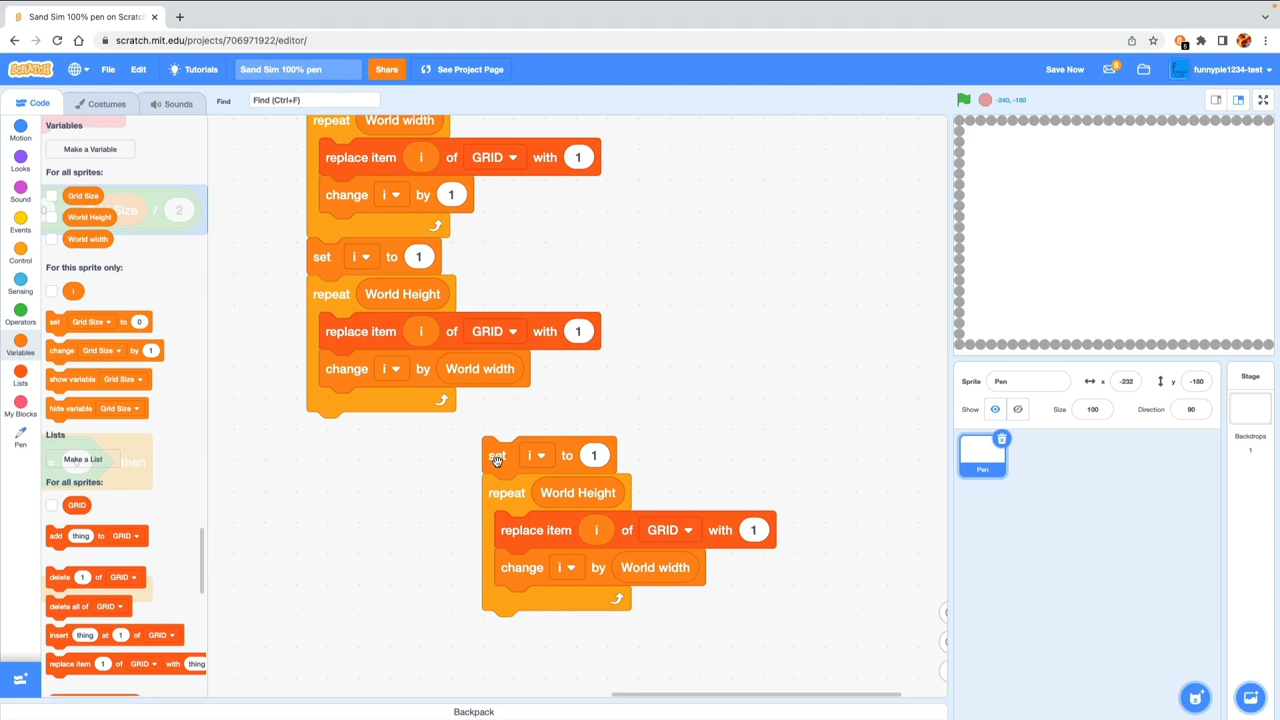 Sand Sim 100% pen on Scratch
scratch.mit.edu/projects/706971922/editor/
5
SCRATCH
File
Edit
Tutorials
Sand Sim 100% pen
Share
See Project Page
Save Now
funnypie1234-test
Code
Costumes
Sounds
Find
Find (Ctrl+F)
-240, -180
Motion
Looks
Sound
Events
Control
Sensing
Operators
Variables
Lists
My Blocks
Pen
Variables
Make a Variable
For all sprites:
Grid Size
World Height
World width
Size / 2
For this sprite only:
i
set Grid Size to 0
change Grid Size by 1
show variable Grid Size
hide variable Grid Size
Lists
Make a List
then
For all sprites:
GRID
add thing to GRID
delete 1 of GRID
delete all of GRID
insert thing at 1 of GRID
replace item 1 of GRID with thing
repeat World width
replace item i of GRID with 1
change i by 1
set i to 1
repeat World Height
replace item i of GRID with 1
change i by World width
set i to 1
repeat World Height
replace item i of GRID with 1
change i by World width
Sprite Pen x -232 y -180
Show Size 100 Direction 90
Pen
Stage
Backdrops
1
Backpack